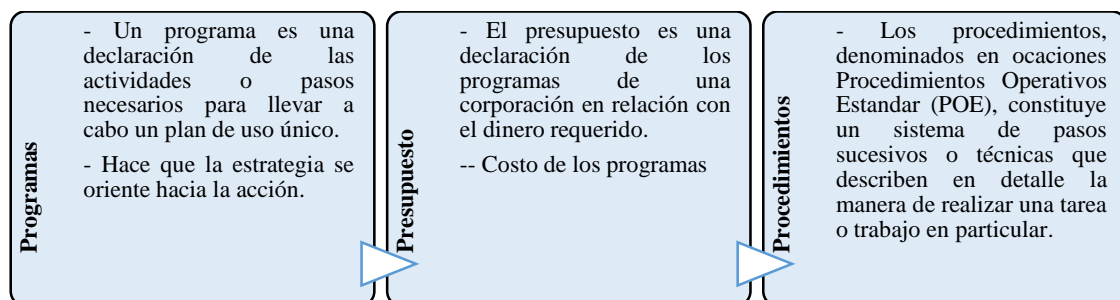 Programas
- Un programa es una
declaración de las
actividades o pasos
necesarios para llevar a
cabo un plan de uso único.
- Hace que la estrategia se
oriente hacia la acción.
Presupuesto
- El presupuesto es una
declaración de los
programas de una
corporación en relación con
el dinero requerido.
-- Costo de los programas
Procedimientos
- Los procedimientos,
denominados en ocaciones
Procedimientos Operativos
Estandar (POE), constituye
un sistema de pasos
sucesivos o técnicas que
describen en detalle la
manera de realizar una tarea
o trabajo en particular.